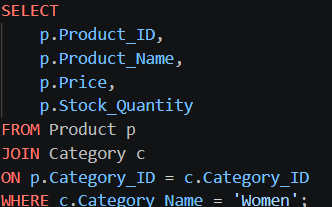 SELECT
    p.Product_ID,
    p.Product_Name,
    p.Price,
    p.Stock_Quantity
FROM Product p
JOIN Category c
ON p.Category_ID = c.Category_ID
WHERE c.Category_Name = 'Women';